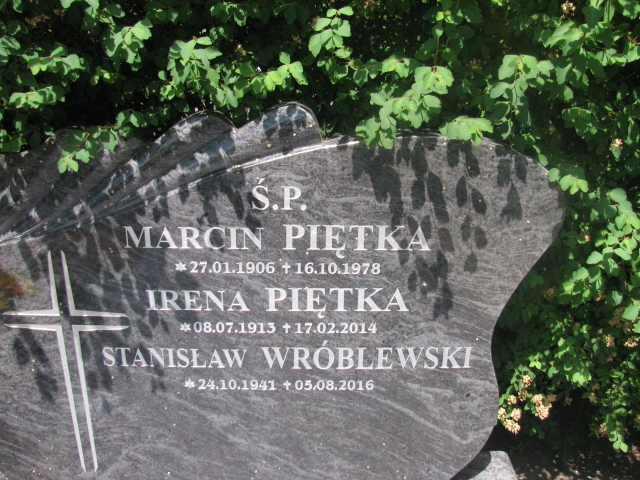 Ś.P.
MARCIN PIĘTKA
*27.01.1906 +16.10.1978
IRENA PIĘTKA
*08.07.1913 +17.02.2014
STANISŁAW WRÓBLEWSKI
*24.10.1941 +05.08.2016